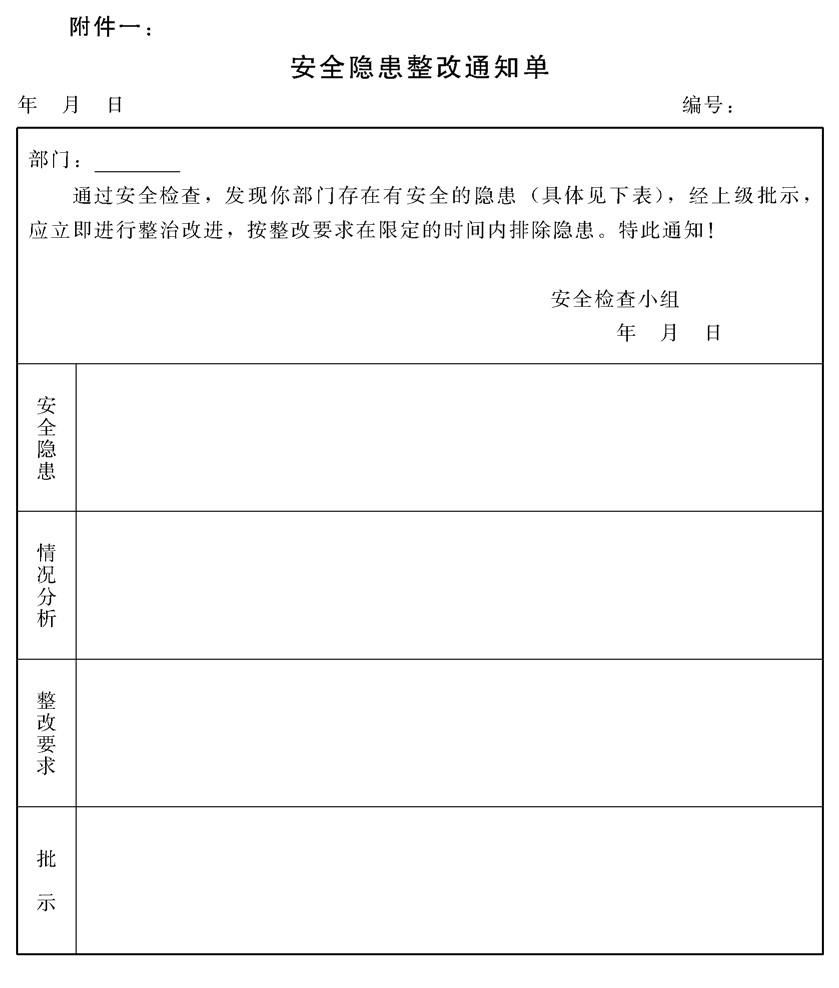 附件一：
安全隐患整改通知单
年 月 日 编号：
部门：________
通过安全检查，发现你部门存在有安全的隐患（具体见下表），经上级批示，
应立即进行整治改进，按整改要求在限定的时间内排除隐患。特此通知！
安全检查小组
年 月 日
安全隐患
情况分析
整改要求
批示